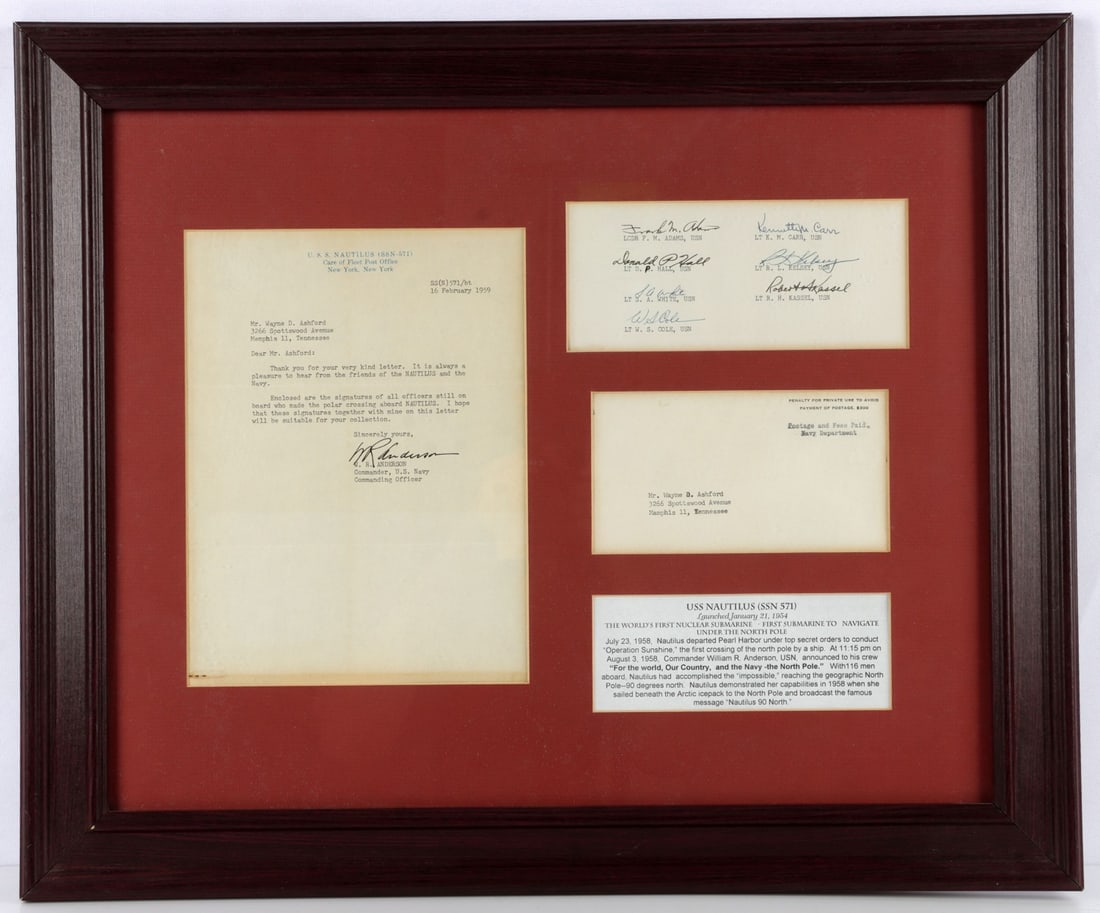 U. S. S. NAUTILUS (SSN-571)
Care of Fleet Post Office
New York, New York
SS(N)571/bt
16 February 1959
Mr. Wayne D. Ashford
3266 Spottswood Avenue
Memphis 11, Tennessee
Dear Mr. Ashford:
Thank you for your very kind letter. It is always a
pleasure to hear from the friends of the NAUTILUS and the
Navy.
Enclosed are the signatures of all officers still on
board who made the polar crossing aboard NAUTILUS. I hope
that these signatures together with mine on this letter
will be suitable for your collection.
Sincerely yours,
WR Anderson
W. R. ANDERSON
Commander, U.S. Navy
Commanding Officer
Frank M. Adams
LCDR F. M. ADAMS, USN
Kenneth M. Carr
LT K. M. CARR, USN
Donald P Hall
LT D. P. HALL, USN
LT R. L. KELSEY, USN
LT S. A. WHITE, USN
Robert H Kassel
LT R. H. KASSEL, USN
W S Cole
LT W. S. COLE, USN
PENALTY FOR PRIVATE USE TO AVOID
PAYMENT OF POSTAGE, $300
Postage and Fees Paid,
Navy Department
Mr. Wayne D. Ashford
3266 Spottswood Avenue
Memphis 11, Tennessee
USS NAUTILUS (SSN 571)
Launched January 21, 1954
THE WORLD'S FIRST NUCLEAR SUBMARINE - FIRST SUBMARINE TO NAVIGATE
UNDER THE NORTH POLE
July 23, 1958, Nautilus departed Pearl Harbor under top secret orders to conduct
"Operation Sunshine," the first crossing of the north pole by a ship. At 11:15 pm on
August 3, 1958, Commander William R. Anderson, USN, announced to his crew
"For the world, Our Country, and the Navy -the North Pole." With116 men
aboard, Nautilus had accomplished the "impossible," reaching the geographic North
Pole--90 degrees north. Nautilus demonstrated her capabilities in 1958 when she
sailed beneath the Arctic icepack to the North Pole and broadcast the famous
message "Nautilus 90 North."